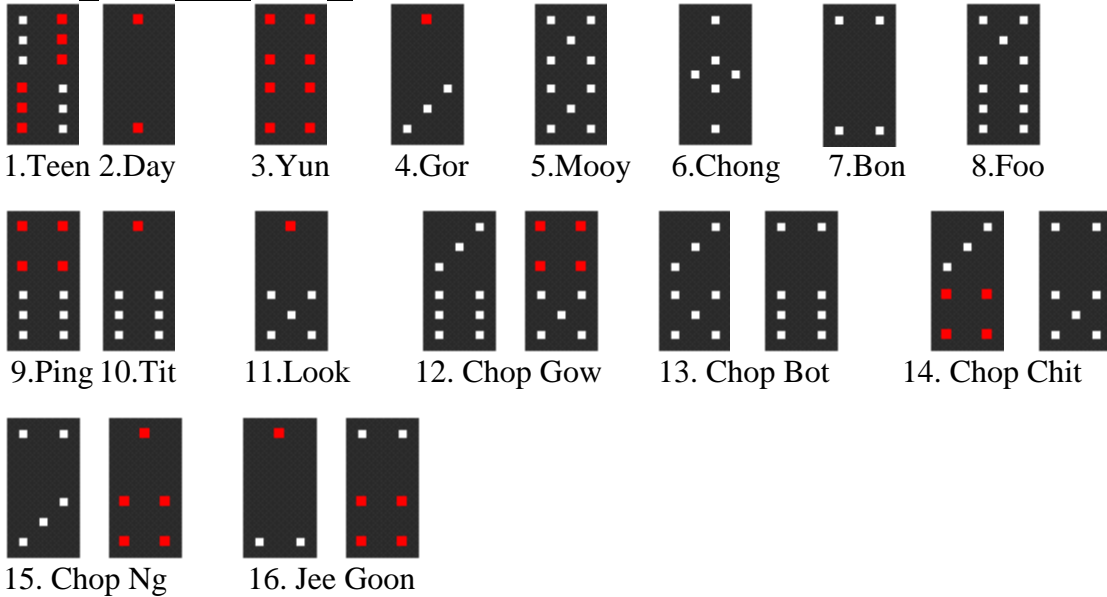 1.Teen 2.Day 3.Yun 4.Gor 5.Mooy 6.Chong 7.Bon 8.Foo
9.Ping 10.Tit 11.Look 12. Chop Gow 13. Chop Bot 14. Chop Chit
15. Chop Ng 16. Jee Goon